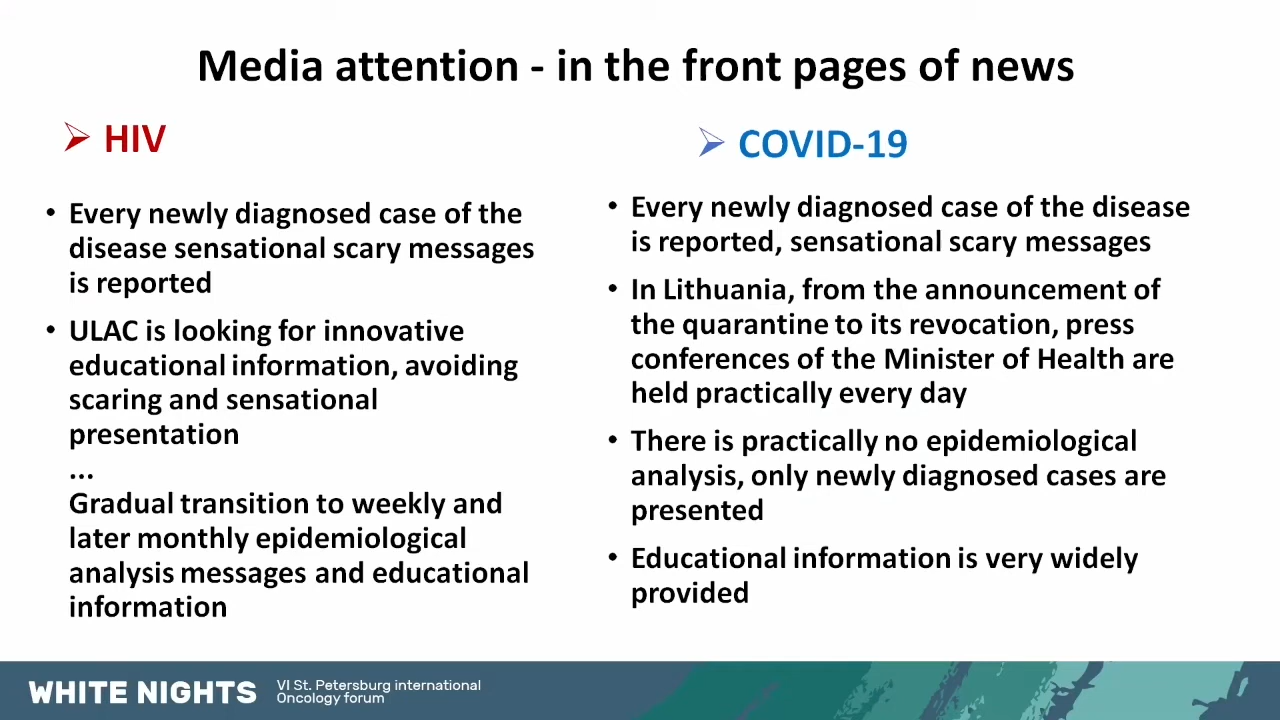 Media attention - in the front pages of news
➢ HIV
• Every newly diagnosed case of the
disease sensational scary messages
is reported
• ULAC is looking for innovative
educational information, avoiding
scaring and sensational
presentation
...
Gradual transition to weekly and
later monthly epidemiological
analysis messages and educational
information
➢ COVID-19
• Every newly diagnosed case of the disease
is reported, sensational scary messages
• In Lithuania, from the announcement of
the quarantine to its revocation, press
conferences of the Minister of Health are
held practically every day
• There is practically no epidemiological
analysis, only newly diagnosed cases are
presented
• Educational information is very widely
provided
WHITE NIGHTS
VI St. Petersburg international
Oncology forum